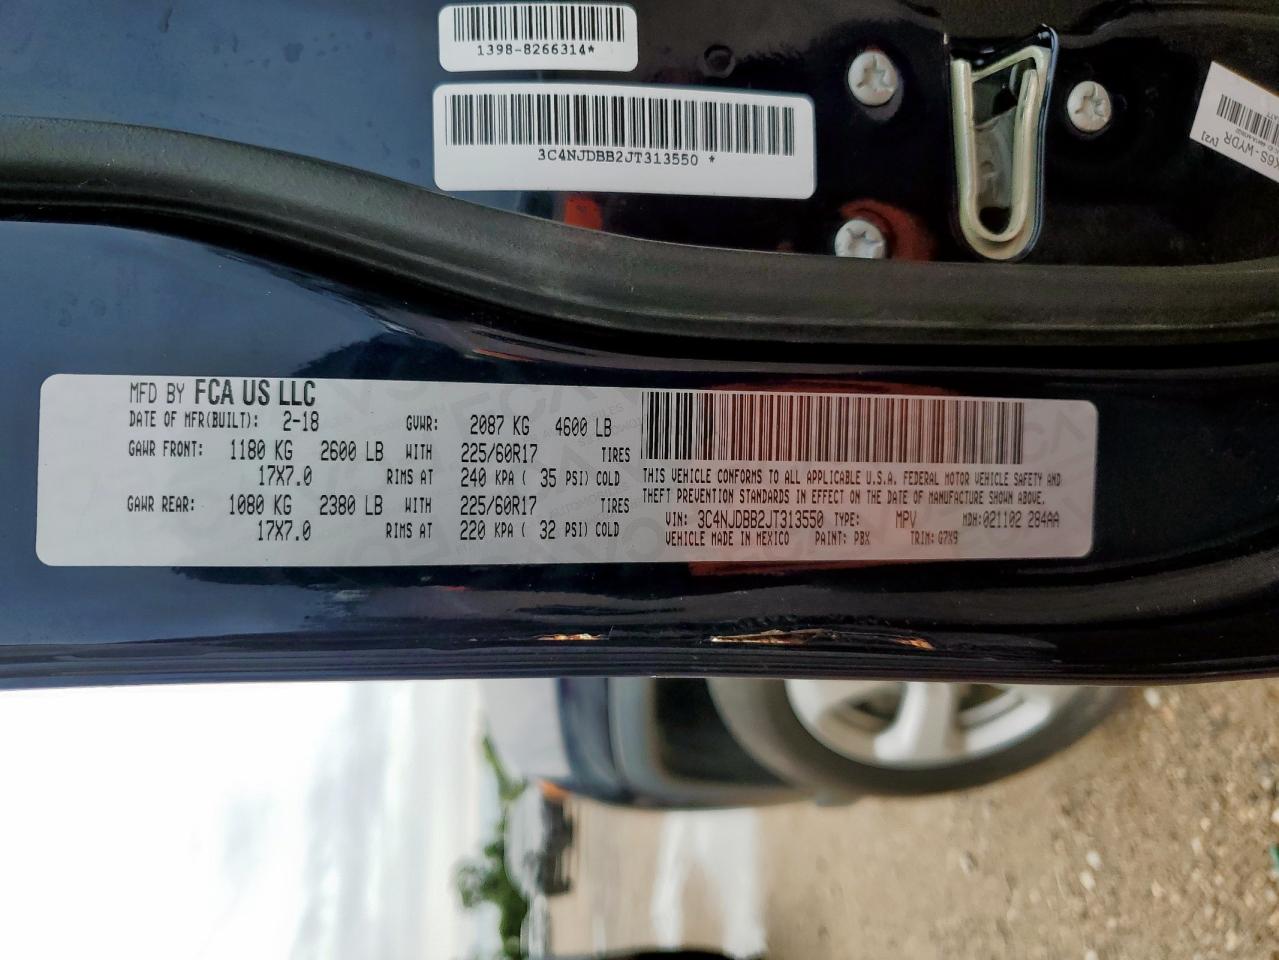 1398-8266314*
3C4NJDBB2JT313550 *
X6S-WYDR [V2]
MFD BY FCA US LLC
DATE OF MFR(BUILT): 2-18 GVWR: 2087 KG 4600 LB
GAWR FRONT: 1180 KG 2600 LB WITH 225/60R17 TIRES
17X7.0 RIMS AT 240 KPA ( 35 PSI) COLD
GAWR REAR: 1080 KG 2380 LB WITH 225/60R17 TIRES
17X7.0 RIMS AT 220 KPA ( 32 PSI) COLD
THIS VEHICLE CONFORMS TO ALL APPLICABLE U.S.A. FEDERAL MOTOR VEHICLE SAFETY AND
THEFT PREVENTION STANDARDS IN EFFECT ON THE DATE OF MANUFACTURE SHOWN ABOVE.
VIN: 3C4NJDBB2JT313550 TYPE: MPV MDH:021102 284AA
VEHICLE MADE IN MEXICO PAINT: PBX TRIM: G7X9